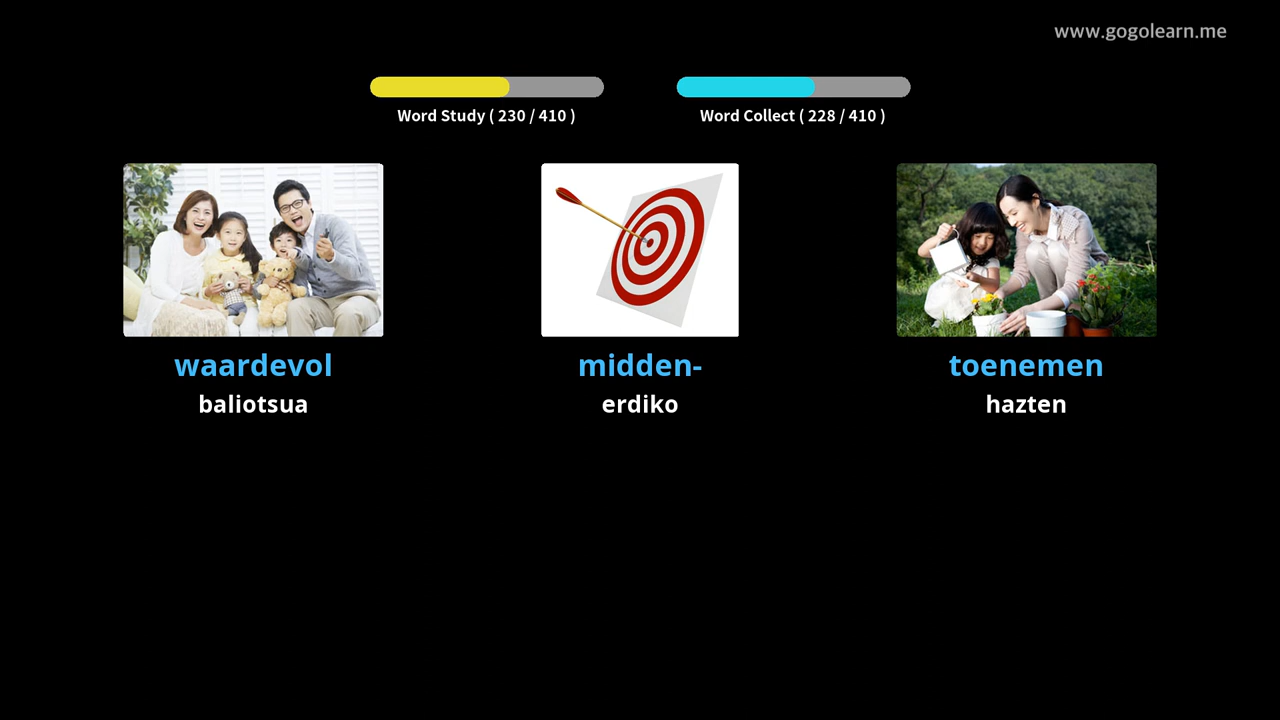 www.gogolearn.me
Word Study ( 230 / 410 )
Word Collect ( 228 / 410 )
waardevol
baliotsua
midden-
erdiko
toenemen
hazten